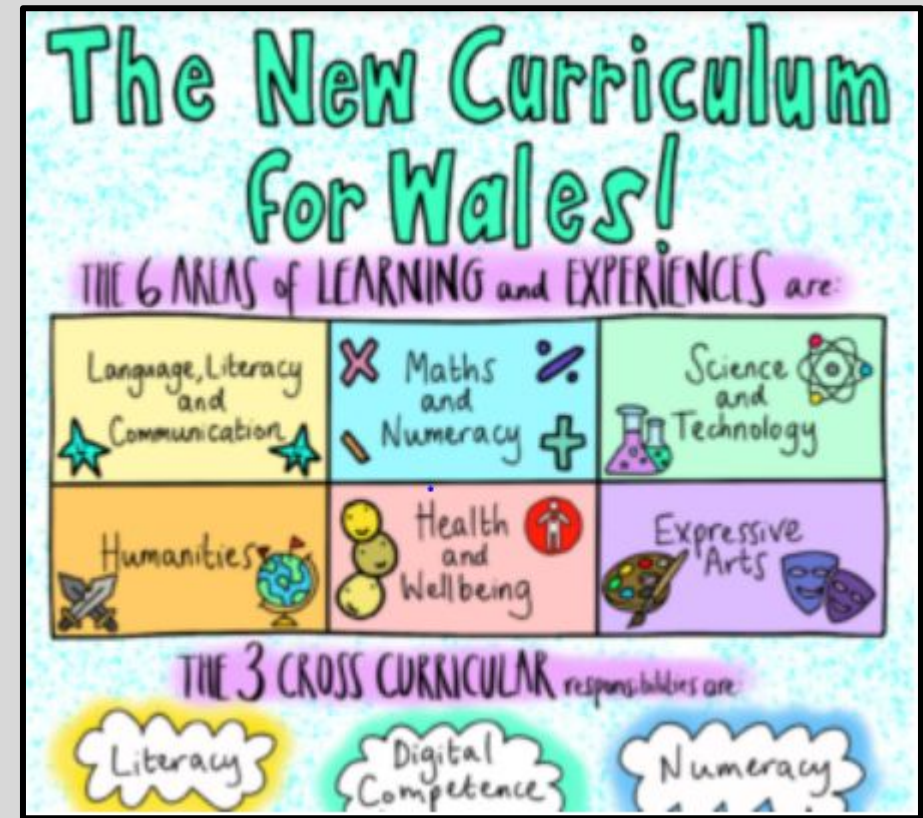 The New Curriculum
for Wales!
THE 6 AREAS of LEARNING and EXPERIENCES are:
Language, Literacy
and
Communication
Maths
and
Numeracy
Science
and
Technology
Humanities
Health
and
Wellbeing
Expressive
Arts
THE 3 CROSS CURRICULAR responsibilities are:
Literacy
Digital
Competence
Numeracy